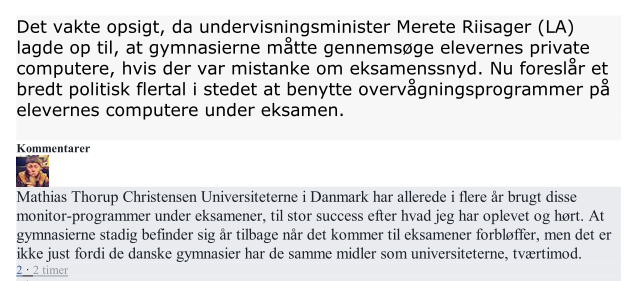 Det vakte opsigt, da undervisningsminister Merete Riisager (LA)
lagde op til, at gymnasierne måtte gennemsøge elevernes private
computere, hvis der var mistanke om eksamenssnyd. Nu foreslår et
bredt politisk flertal i stedet at benytte overvågningsprogrammer på
elevernes computere under eksamen.
Kommentarer
Mathias Thorup Christensen Universiteterne i Danmark har allerede i flere år brugt disse
monitor-programmer under eksamener, til stor success efter hvad jeg har oplevet og hørt. At
gymnasierne stadig befinder sig år tilbage når det kommer til eksamener forbløffer, men det er
ikke just fordi de danske gymnasier har de samme midler som universiteterne, tværtimod.
2 · 2 timer